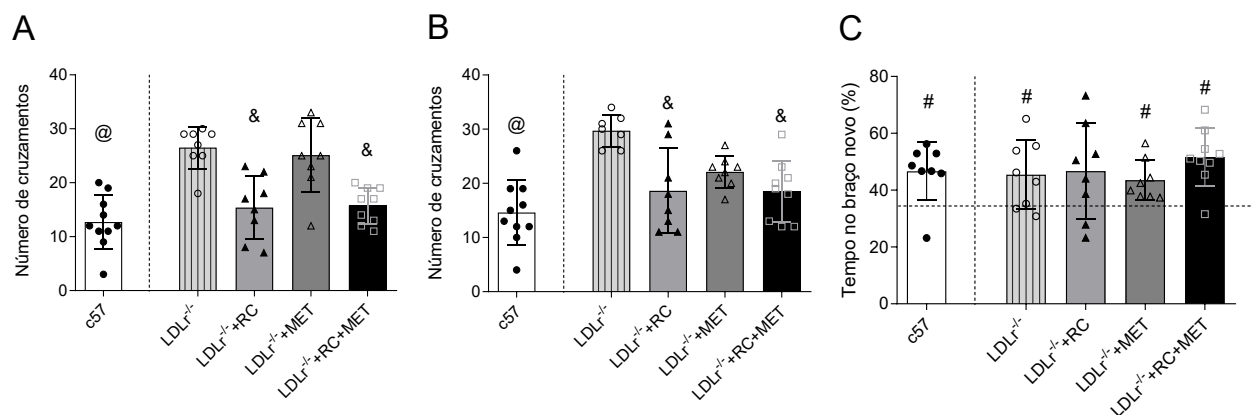 A
Número de cruzamentos
40
30
20
10
0
@
&
&
c57
LDLr-/-
LDLr-/-+RC
LDLr-/-+MET
LDLr-/-+RC+MET
B
Número de cruzamentos
40
30
20
10
0
@
&
&
c57
LDLr-/-
LDLr-/-+RC
LDLr-/-+MET
LDLr-/-+RC+MET
C
Tempo no braço novo (%)
80
60
40
20
0
#
#
#
#
c57
LDLr-/-
LDLr-/-+RC
LDLr-/-+MET
LDLr-/-+RC+MET